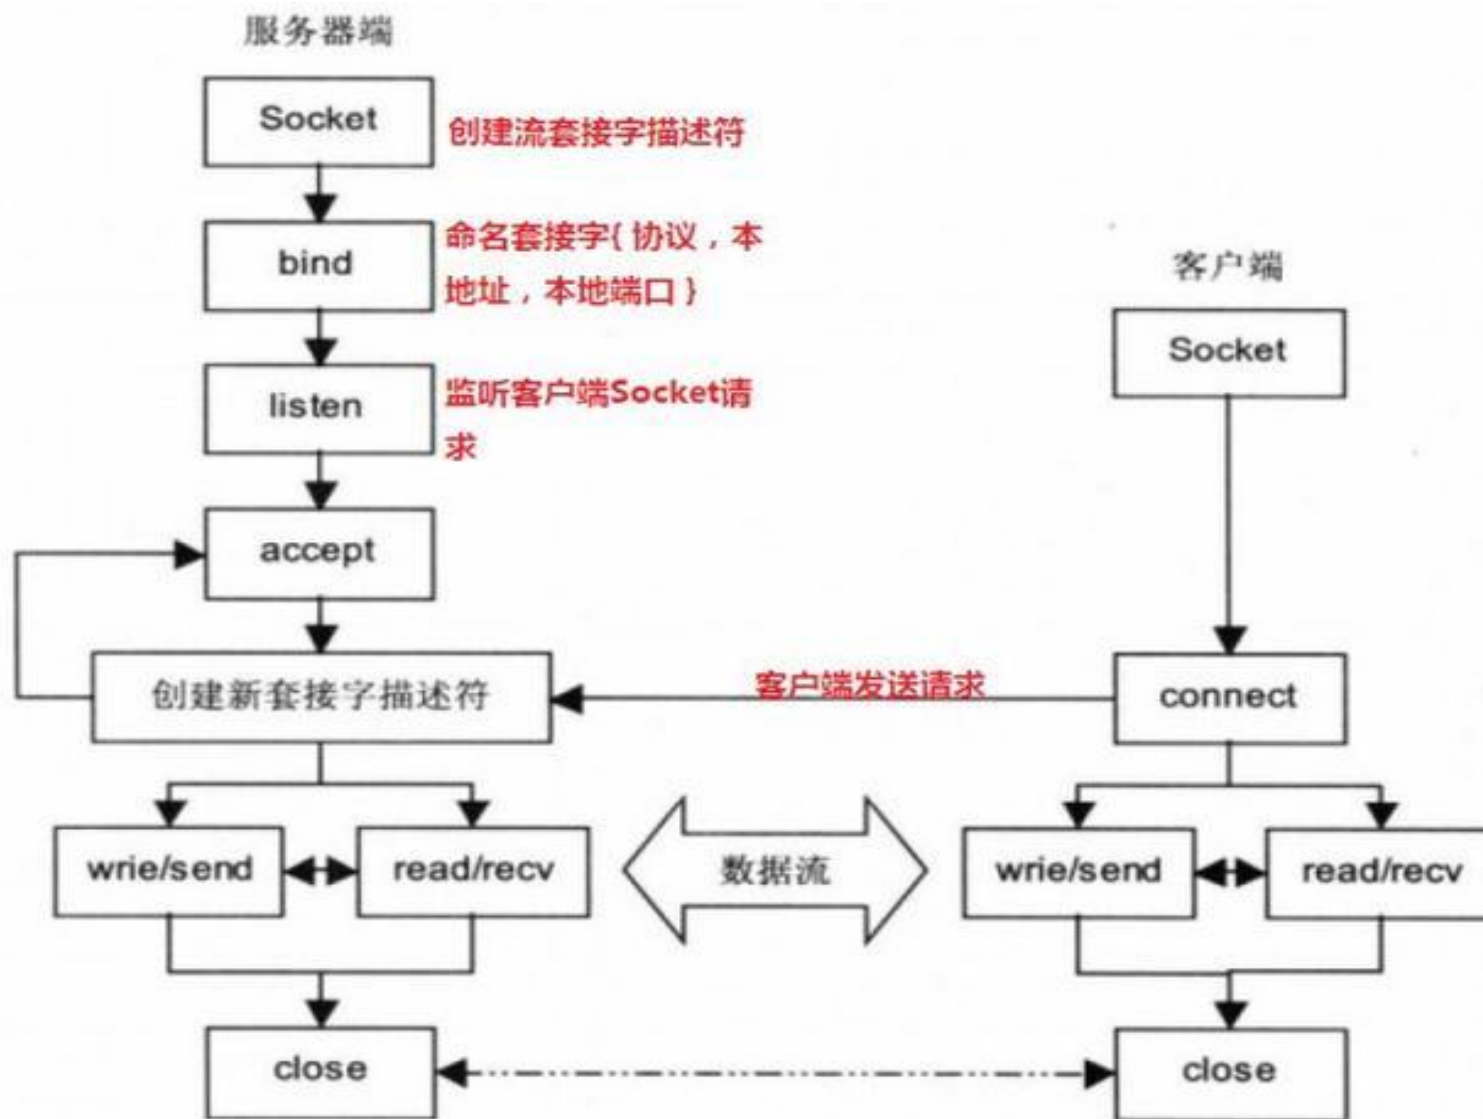 服务器端
Socket
创建流套接字描述符
bind
命名套接字{ 协议，本
地址，本地端口 }
listen
监听客户端Socket请
求
accept
创建新套接字描述符
wrie/send
read/recv
close
客户端发送请求
数据流
客户端
Socket
connect
wrie/send
read/recv
close